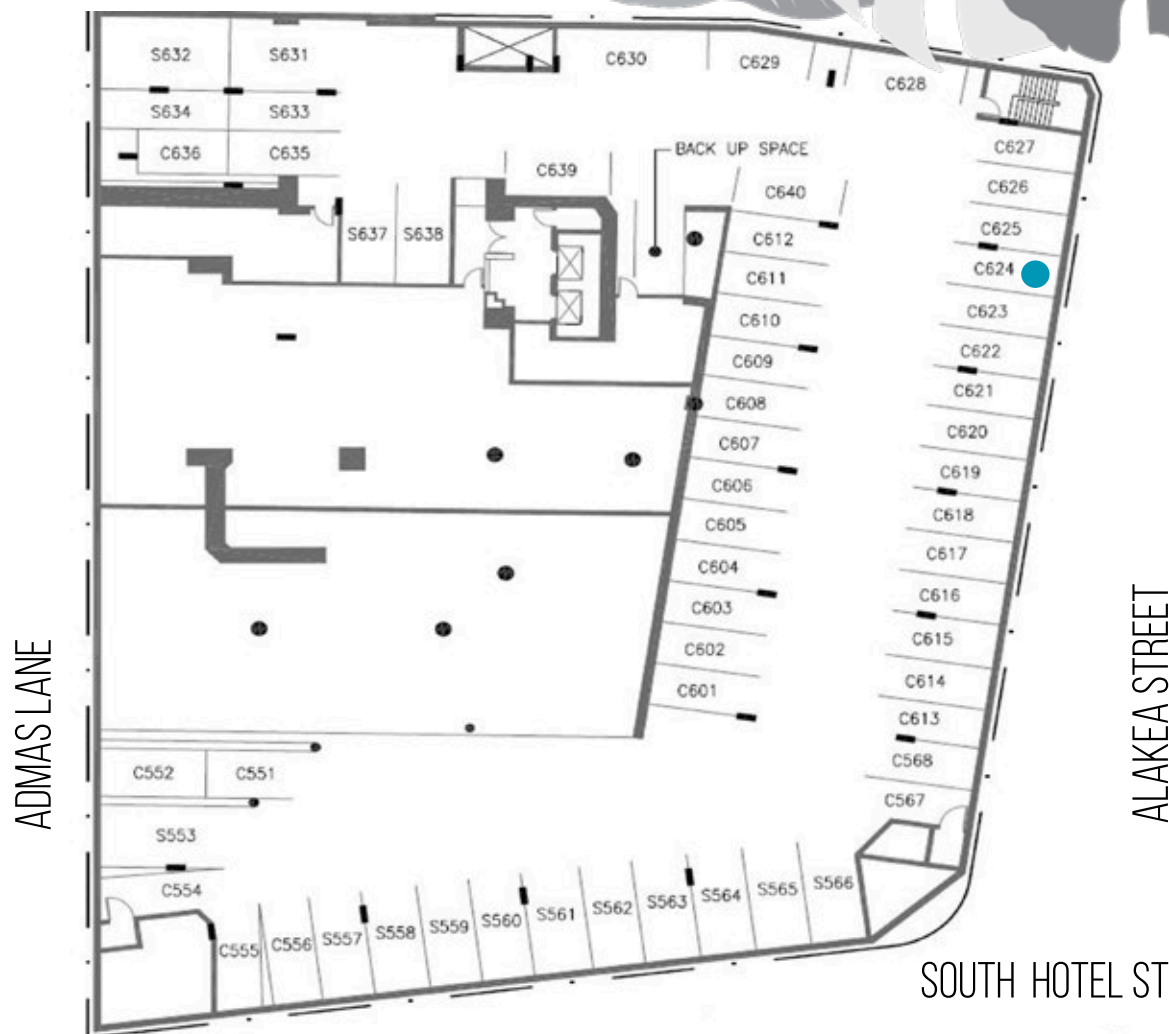 S632 S631
C630 C629
C628
S634 S633
C636 C635
BACK UP SPACE
C627
C639
C640
C626
S637 S638
C612
C625
C611
C624
C610
C623
C609
C622
C608
C621
C607
C620
C606
C619
C605
C618
C604
C617
C603
C616
C602
C615
C601
C614
C613
C552 C551
C568
C567
S553
C554
C555 C556 S557 S558 S559 S560 S561 S562 S563 S564 S565 S566
ADMAS LANE
ALAKEA STREET
SOUTH HOTEL ST